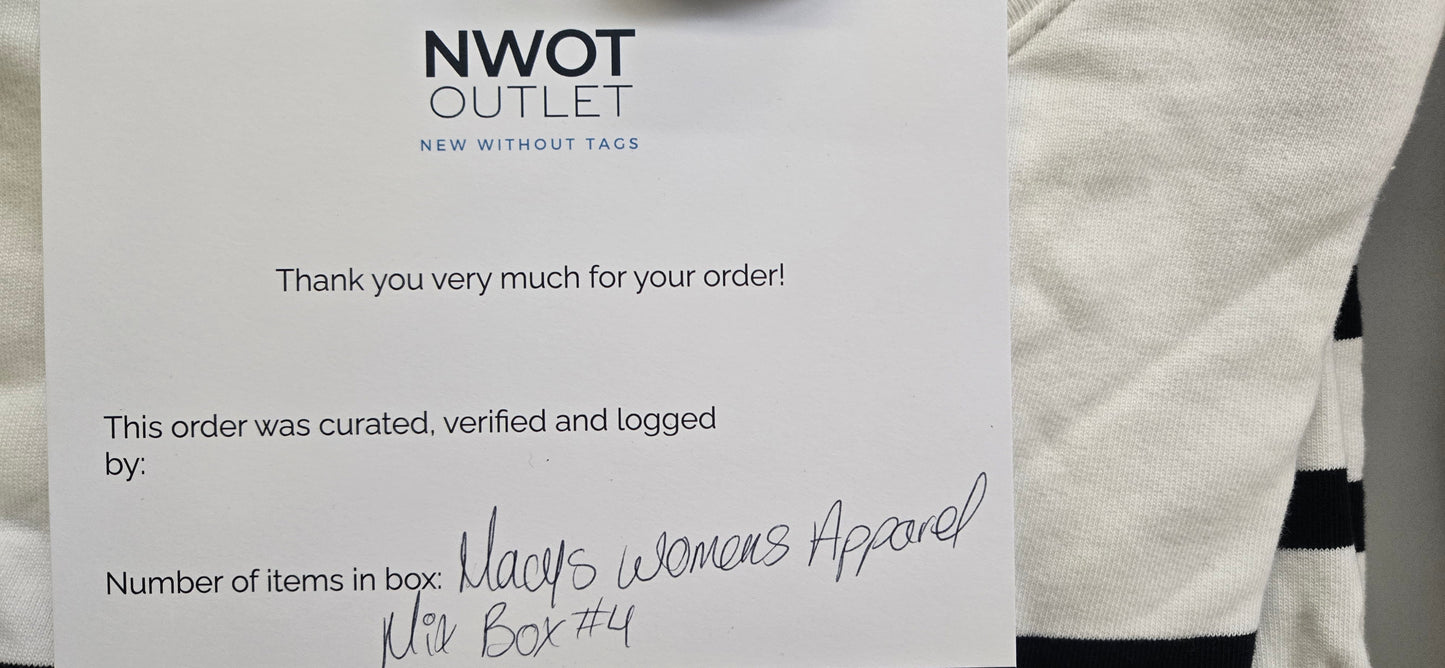 NWOT
OUTLET
NEW WITHOUT TAGS
Thank you very much for your order!
This order was curated, verified and logged
by:
Number of items in box: Macys Womens Apparel
Mix Box #4